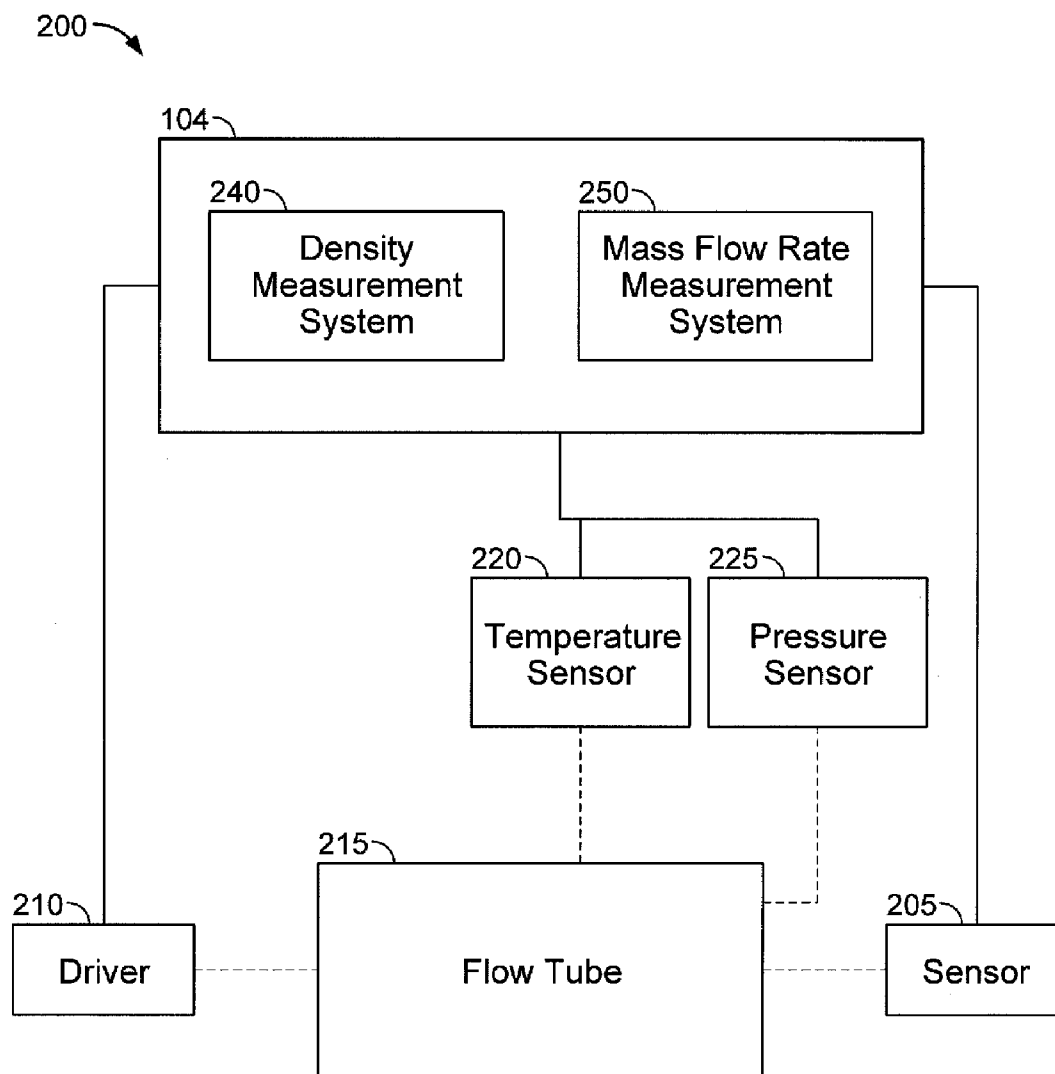 200
104
240
Density
Measurement
System
250
Mass Flow Rate
Measurement
System
220
Temperature
Sensor
225
Pressure
Sensor
215
Flow Tube
210
Driver
205
Sensor